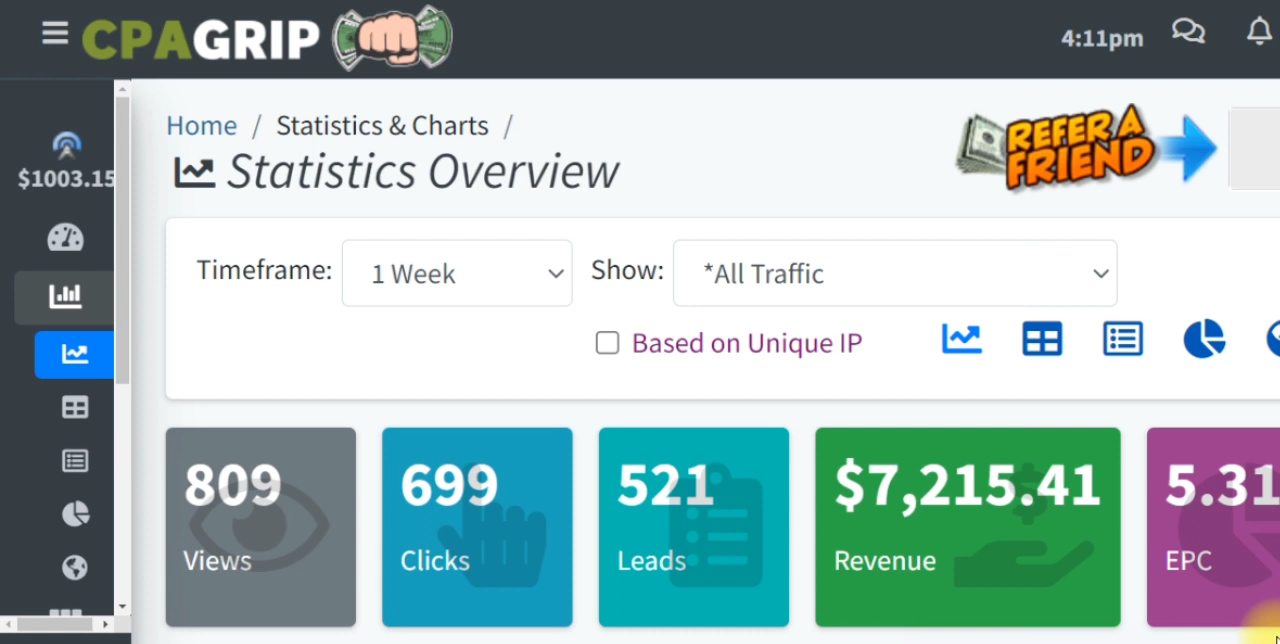 CPAGRIP
4:11pm
Home / Statistics & Charts /
Statistics Overview
REFER A
FRIEND
$1003.15
Timeframe: 1 Week Show: *All Traffic
Based on Unique IP
809 699 521 $7,215.41 5.31
Views Clicks Leads Revenue EPC